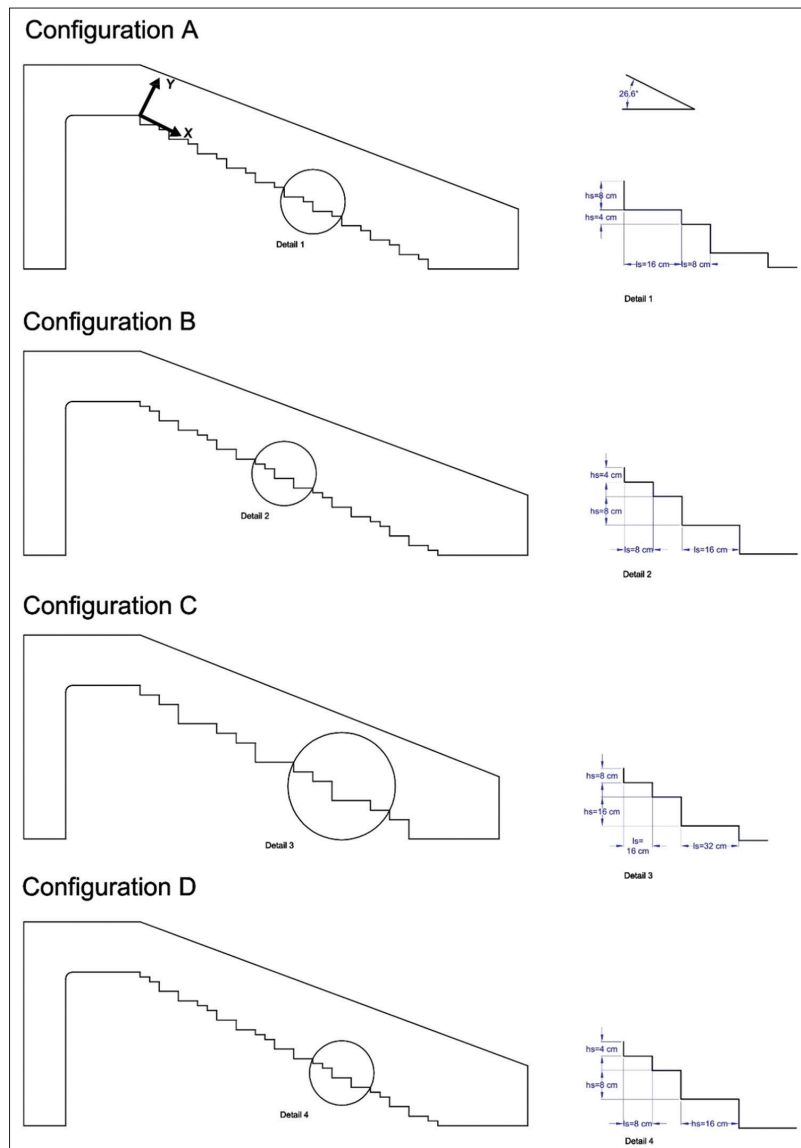 Configuration A
Y
X
26,6°
hs=8 cm
hs=4 cm
ls=16 cm
ls=8 cm
Detail 1
Detail 1
Configuration B
hs=4 cm
hs=8 cm
ls=8 cm
ls=16 cm
Detail 2
Detail 2
Configuration C
hs=8 cm
hs=16 cm
ls=
16 cm
ls=32 cm
Detail 3
Detail 3
Configuration D
hs=4 cm
hs=8 cm
ls=8 cm
hs=16 cm
Detail 4
Detail 4